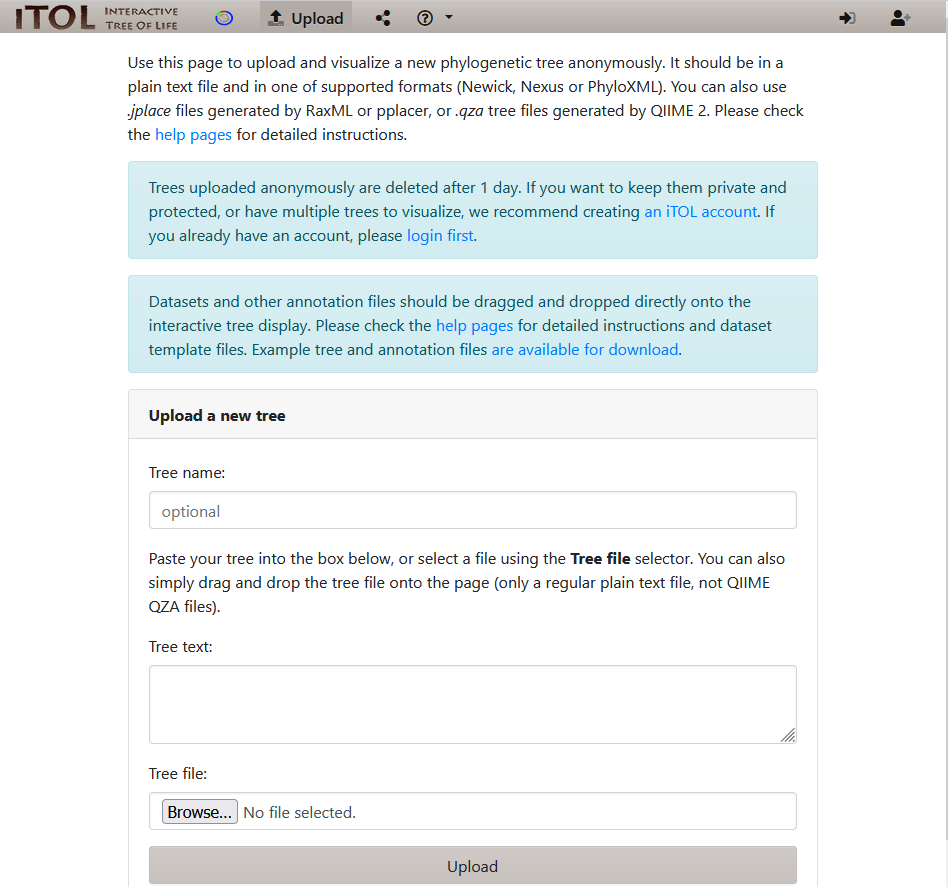 iTOL INTERACTIVE TREE OF LIFE Upload
Use this page to upload and visualize a new phylogenetic tree anonymously. It should be in a
plain text file and in one of supported formats (Newick, Nexus or PhyloXML). You can also use
.jplace files generated by RaxML or pplacer, or .qza tree files generated by QIIME 2. Please check
the help pages for detailed instructions.
Trees uploaded anonymously are deleted after 1 day. If you want to keep them private and
protected, or have multiple trees to visualize, we recommend creating an iTOL account. If
you already have an account, please login first.
Datasets and other annotation files should be dragged and dropped directly onto the
interactive tree display. Please check the help pages for detailed instructions and dataset
template files. Example tree and annotation files are available for download.
Upload a new tree
Tree name:
optional
Paste your tree into the box below, or select a file using the Tree file selector. You can also
simply drag and drop the tree file onto the page (only a regular plain text file, not QIIME
QZA files).
Tree text:
Tree file:
Browse... No file selected.
Upload